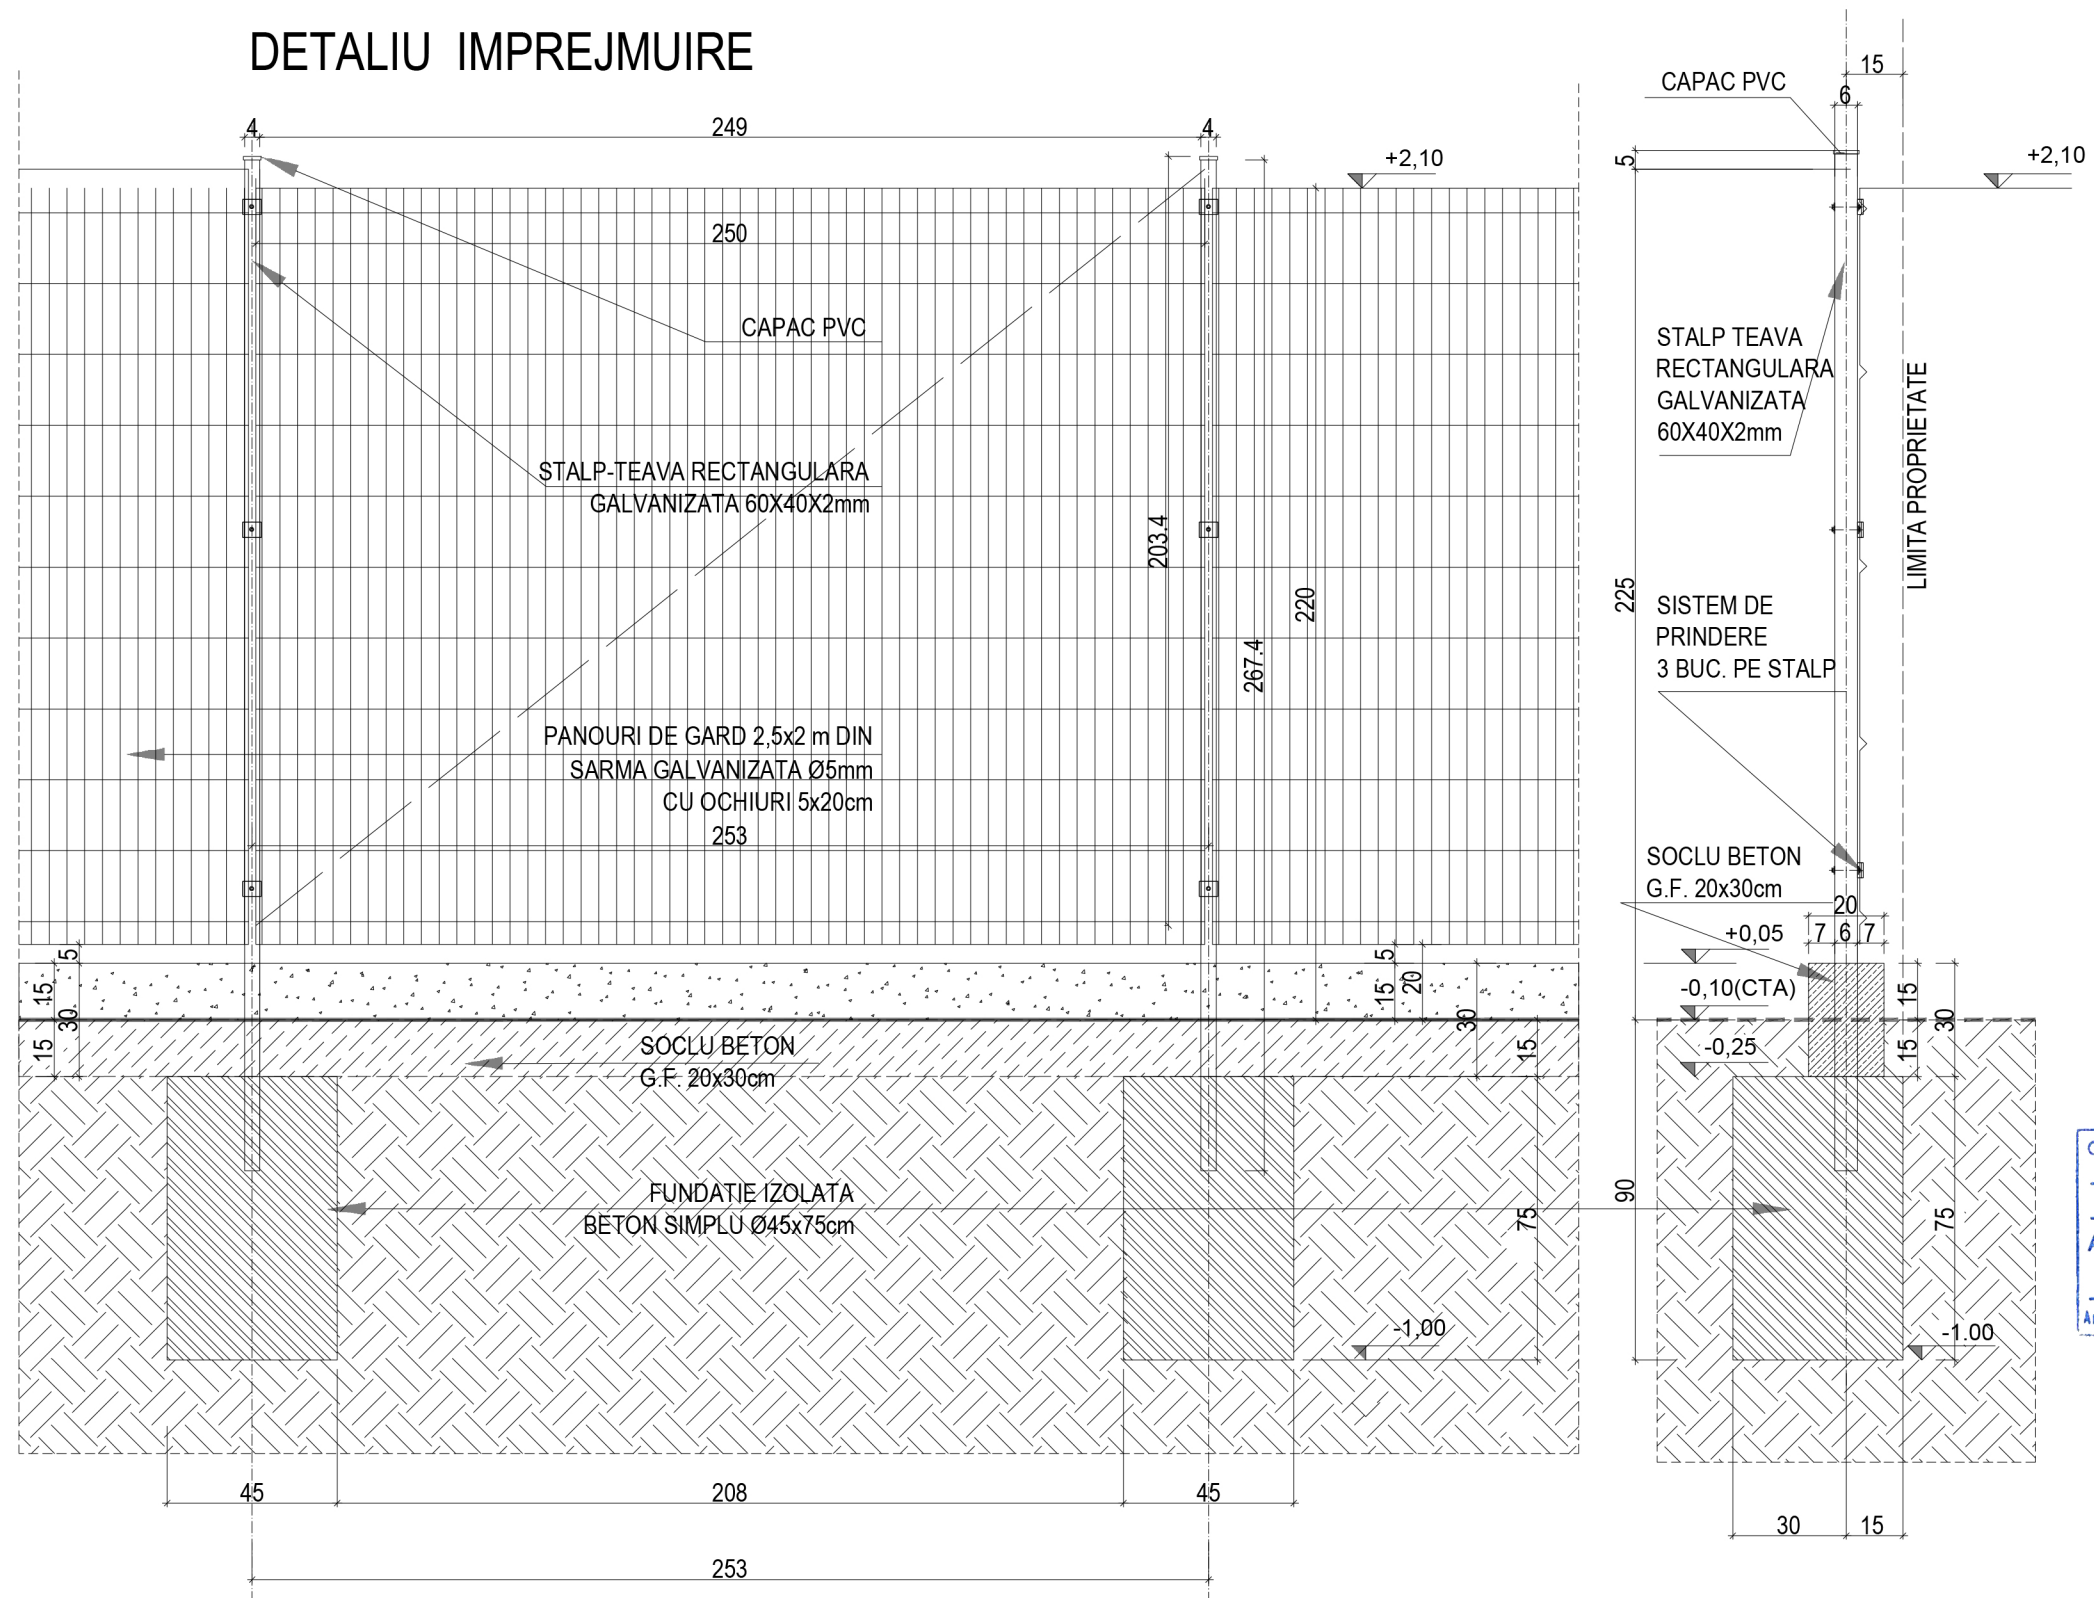 DETALIU IMPREJMUIRE
4
249
4
+2,10
250
CAPAC PVC
STALP-TEAVA RECTANGULARA
GALVANIZATA 60X40X2mm
203.4
267.4
220
PANOURI DE GARD 2,5x2 m DIN
SARMA GALVANIZATA Ø5mm
CU OCHIURI 5x20cm
253
5
15
30
15
5
15
20
30
15
SOCLU BETON
G.F. 20x30cm
FUNDATIE IZOLATA
BETON SIMPLU Ø45x75cm
75
-1,00
45
208
45
253
CAPAC PVC
15
6
5
+2,10
STALP TEAVA
RECTANGULARA
GALVANIZATA
60X40X2mm
LIMITA PROPRIETATE
225
SISTEM DE
PRINDERE
3 BUC. PE STALP
SOCLU BETON
G.F. 20x30cm
20
7
6
7
+0,05
-0,10(CTA)
-0,25
15
15
30
90
75
-1.00
30
15